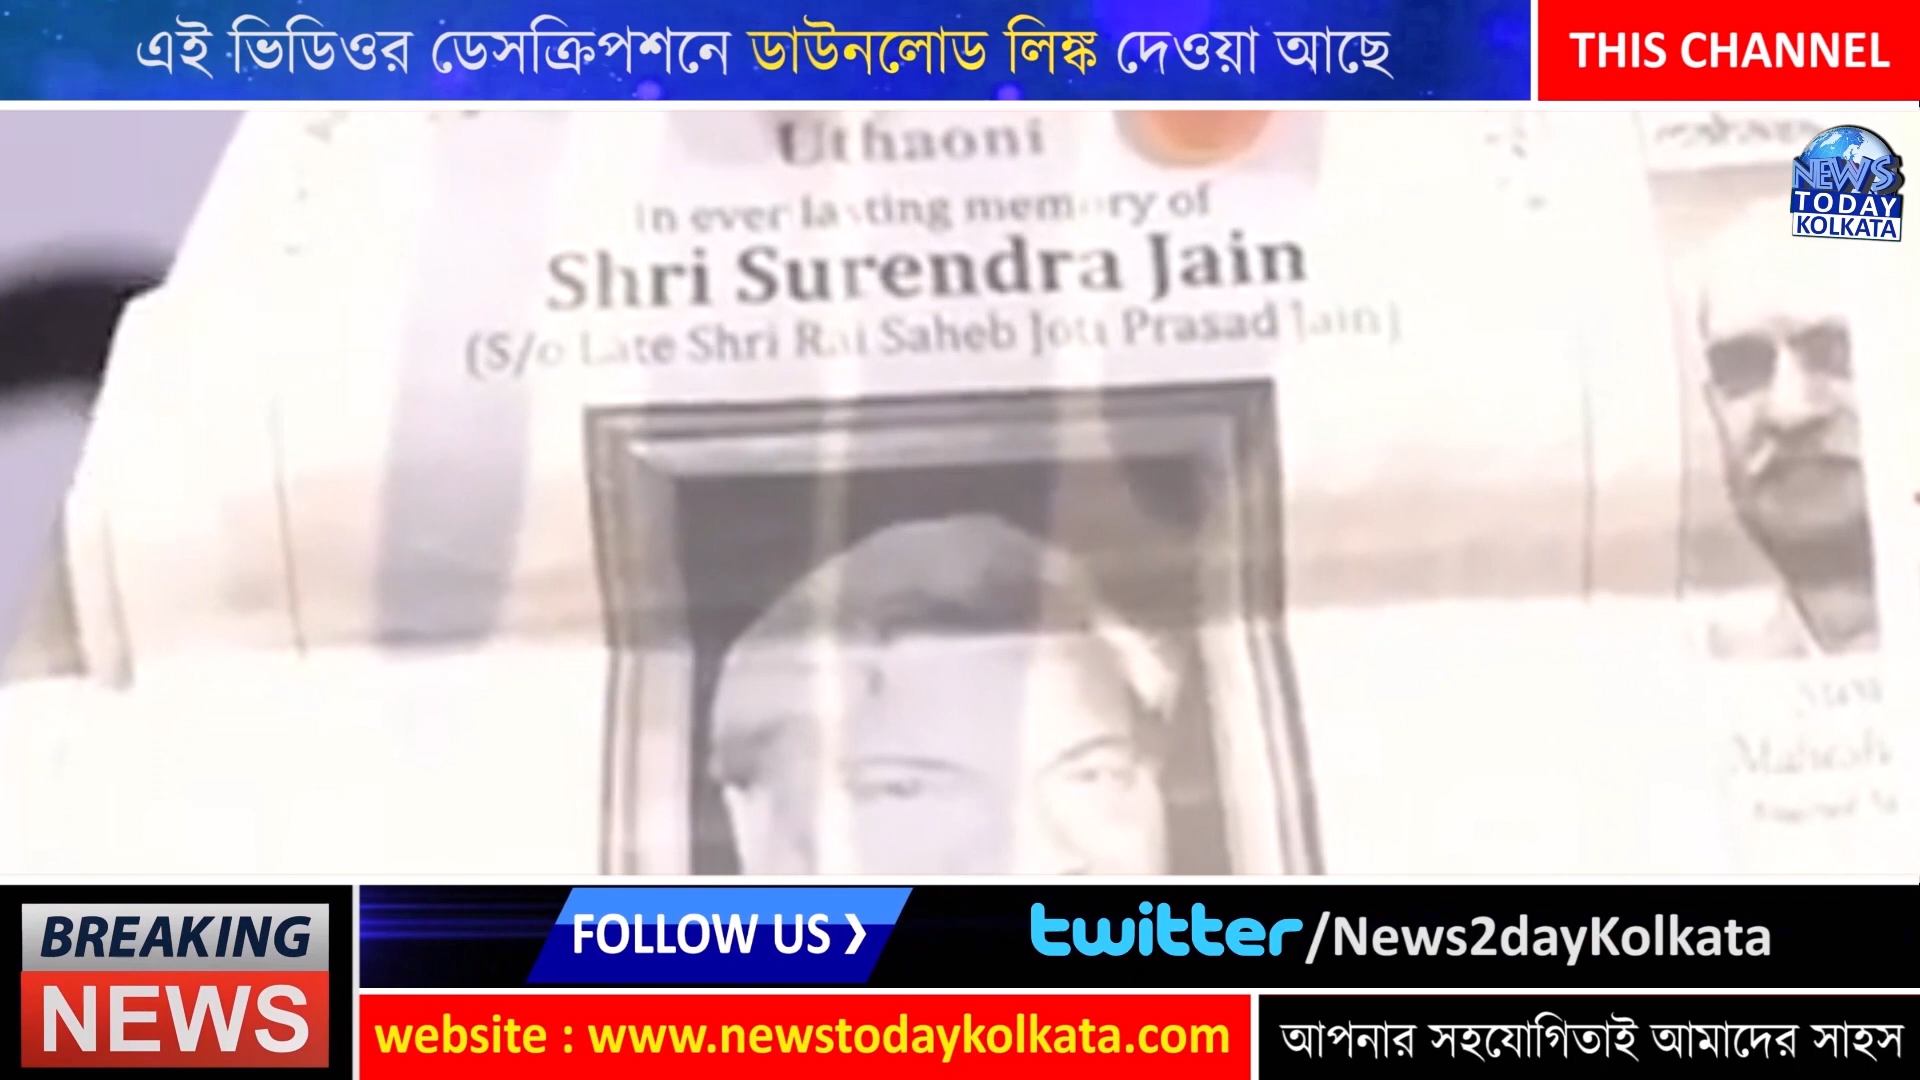 এই ভিডিওর ডেসক্রিপশনে ডাউনলোড লিঙ্ক দেওয়া আছে
THIS CHANNEL
NEWS
TODAY
KOLKATA
Uthaoni
in ever lasting memory of
Shri Surendra Jain
(S/o Late Shri Rai Saheb Joti Prasad Jain)
BREAKING
NEWS
FOLLOW US ❯
twitter/News2dayKolkata
website : www.newstodaykolkata.com
আপনার সহযোগিতাই আমাদের সাহস